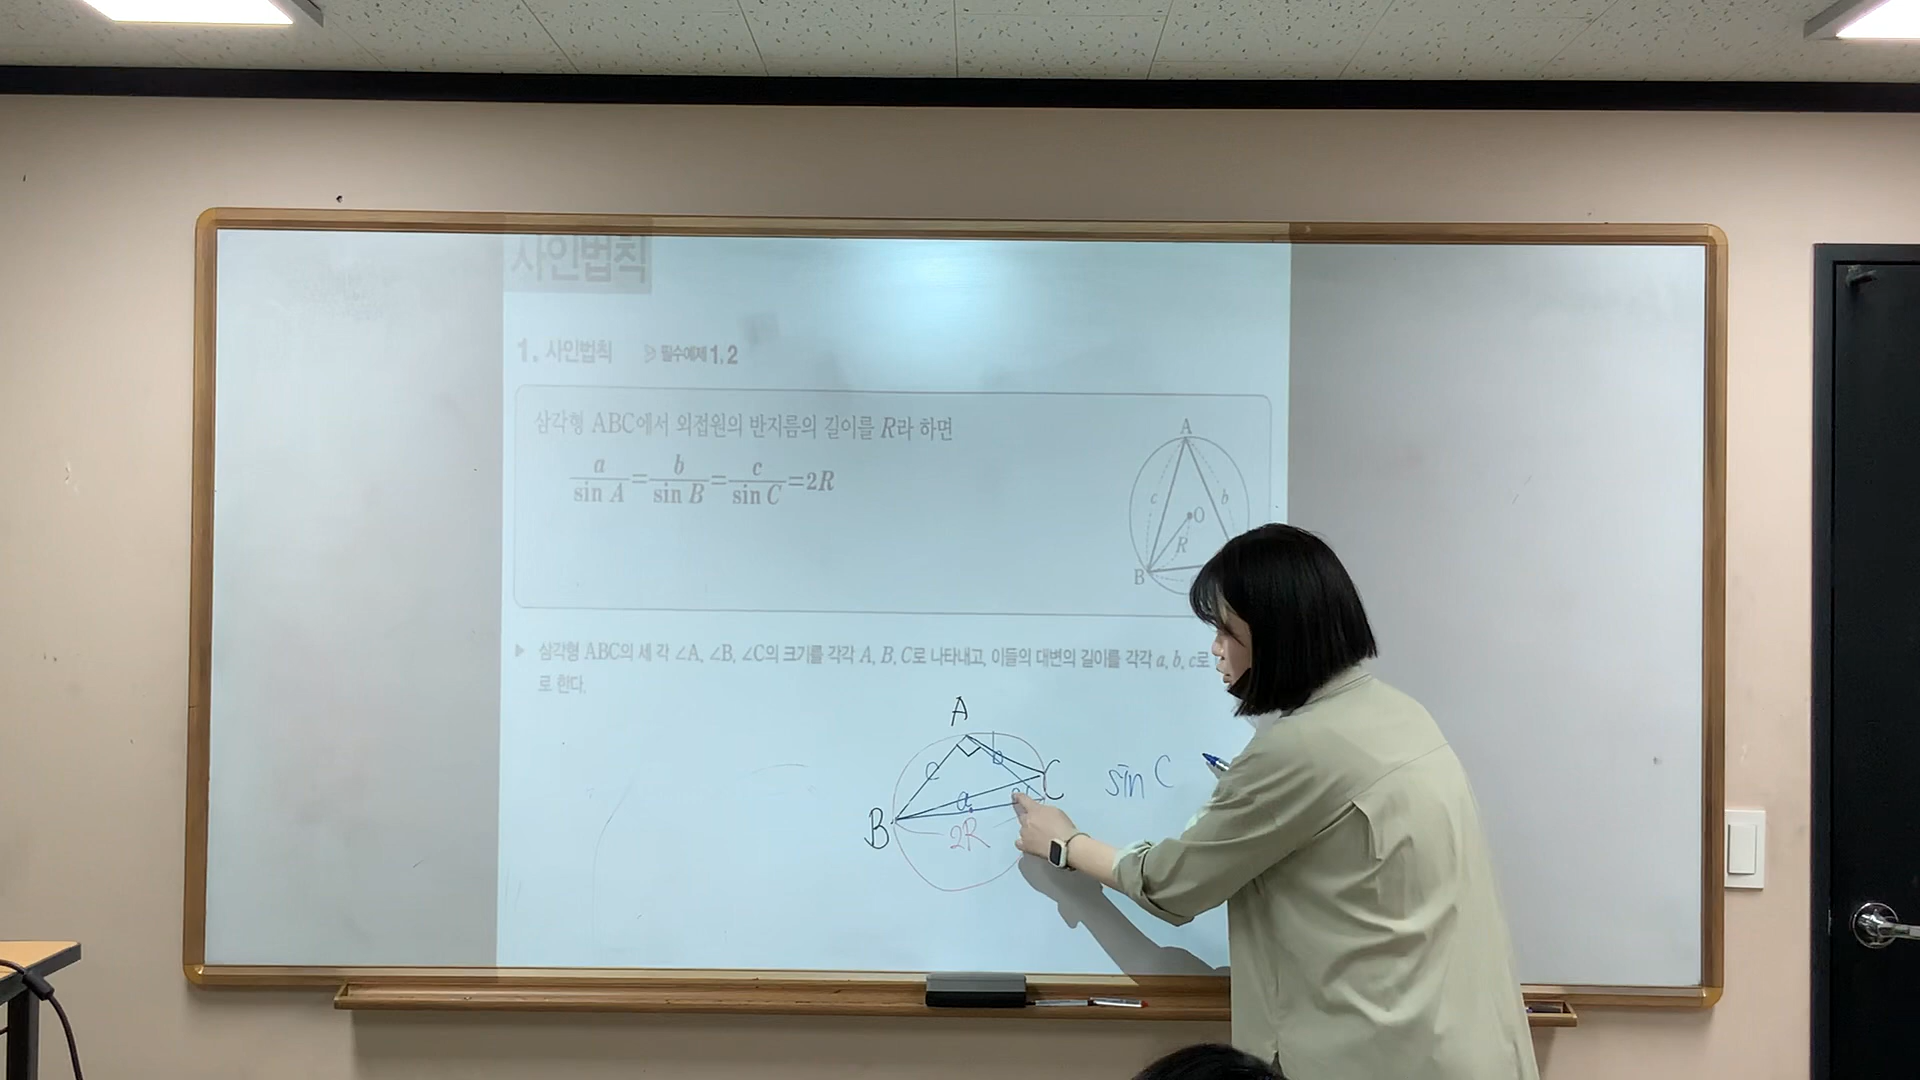 사인법칙
1. 사인법칙 필수예제 1, 2
삼각형 ABC에서 외접원의 반지름의 길이를 R라 하면
a/sin A = b/sin B = c/sin C = 2R
A
c b
O
R
B
▶ 삼각형 ABC의 세 각 ∠A, ∠B, ∠C의 크기를 각각 A, B, C로 나타내고, 이들의 대변의 길이를 각각 a, b, c로
로 한다.
A
b
c b
C
a
B
2R
sin C